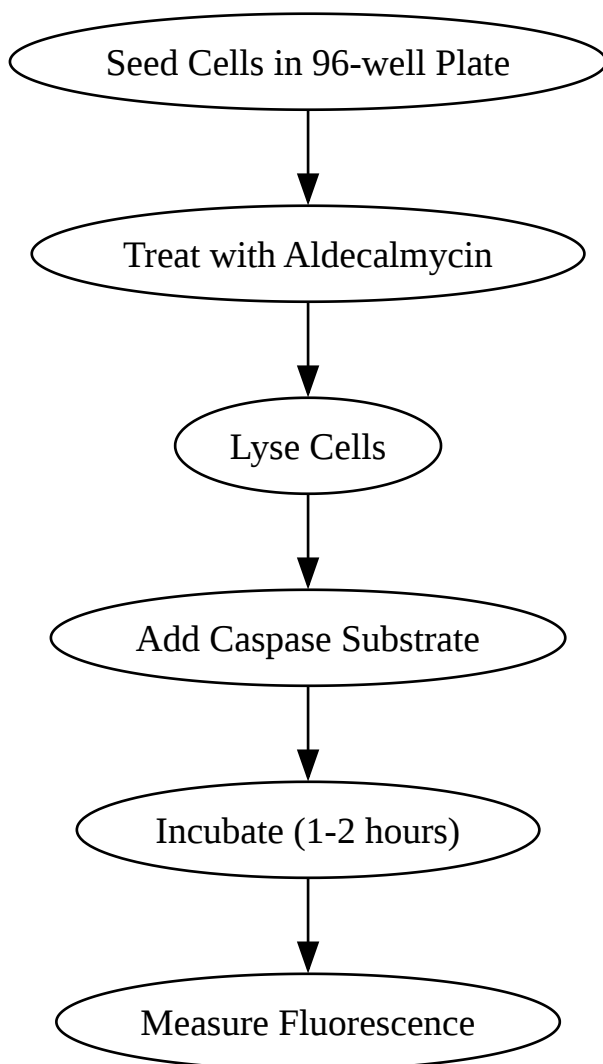 Seed Cells in 96-well Plate
Treat with Aldecalmycin
Lyse Cells
Add Caspase Substrate
Incubate (1-2 hours)
Measure Fluorescence